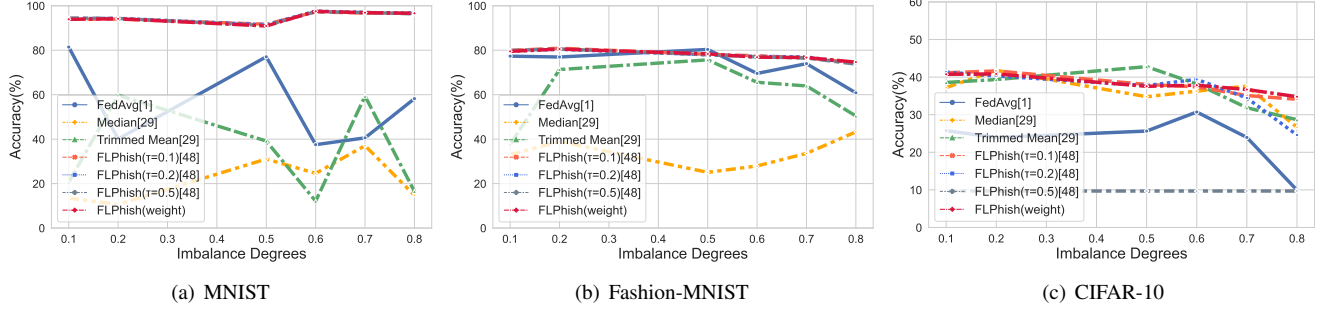 100
80
60
40
20
0
Accuracy(%)
FedAvg[1]
Median[29]
Trimmed Mean[29]
FLPhish(τ=0.1)[48]
FLPhish(τ=0.2)[48]
FLPhish(τ=0.5)[48]
FLPhish(weight)
0.1 0.2 0.3 0.4 0.5 0.6 0.7 0.8
Imbalance Degrees
(a) MNIST
100
80
60
40
20
0
Accuracy(%)
FedAvg[1]
Median[29]
Trimmed Mean[29]
FLPhish(τ=0.1)[48]
FLPhish(τ=0.2)[48]
FLPhish(τ=0.5)[48]
FLPhish(weight)
0.1 0.2 0.3 0.4 0.5 0.6 0.7 0.8
Imbalance Degrees
(b) Fashion-MNIST
60
50
40
30
20
10
0
Accuracy(%)
FedAvg[1]
Median[29]
Trimmed Mean[29]
FLPhish(τ=0.1)[48]
FLPhish(τ=0.2)[48]
FLPhish(τ=0.5)[48]
FLPhish(weight)
0.1 0.2 0.3 0.4 0.5 0.6 0.7 0.8
Imbalance Degrees
(c) CIFAR-10